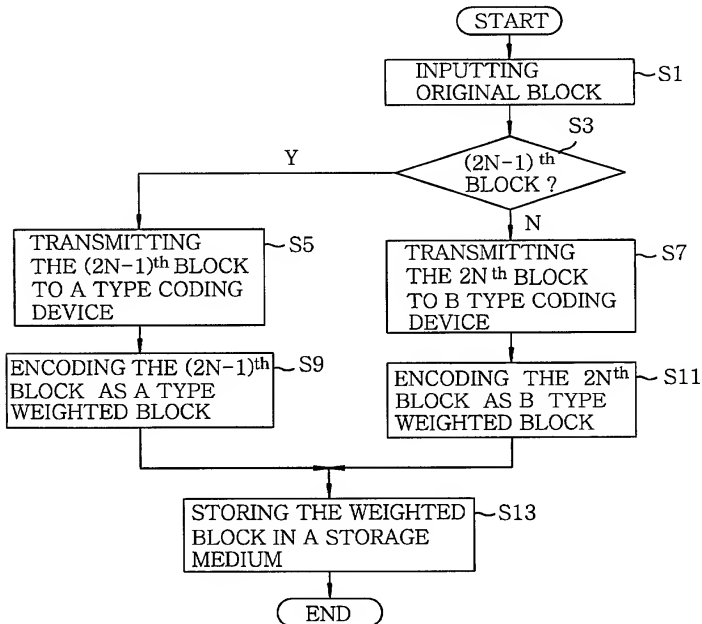 START
INPUTTING
ORIGINAL BLOCK
S1
S3
(2N-1)th
BLOCK ?
Y
N
TRANSMITTING
THE (2N-1)th BLOCK
TO A TYPE CODING
DEVICE
S5
TRANSMITTING
THE 2Nth BLOCK
TO B TYPE CODING
DEVICE
S7
ENCODING THE (2N-1)th
BLOCK AS A TYPE
WEIGHTED BLOCK
S9
ENCODING THE 2Nth
BLOCK AS B TYPE
WEIGHTED BLOCK
S11
STORING THE WEIGHTED
BLOCK IN A STORAGE
MEDIUM
S13
END